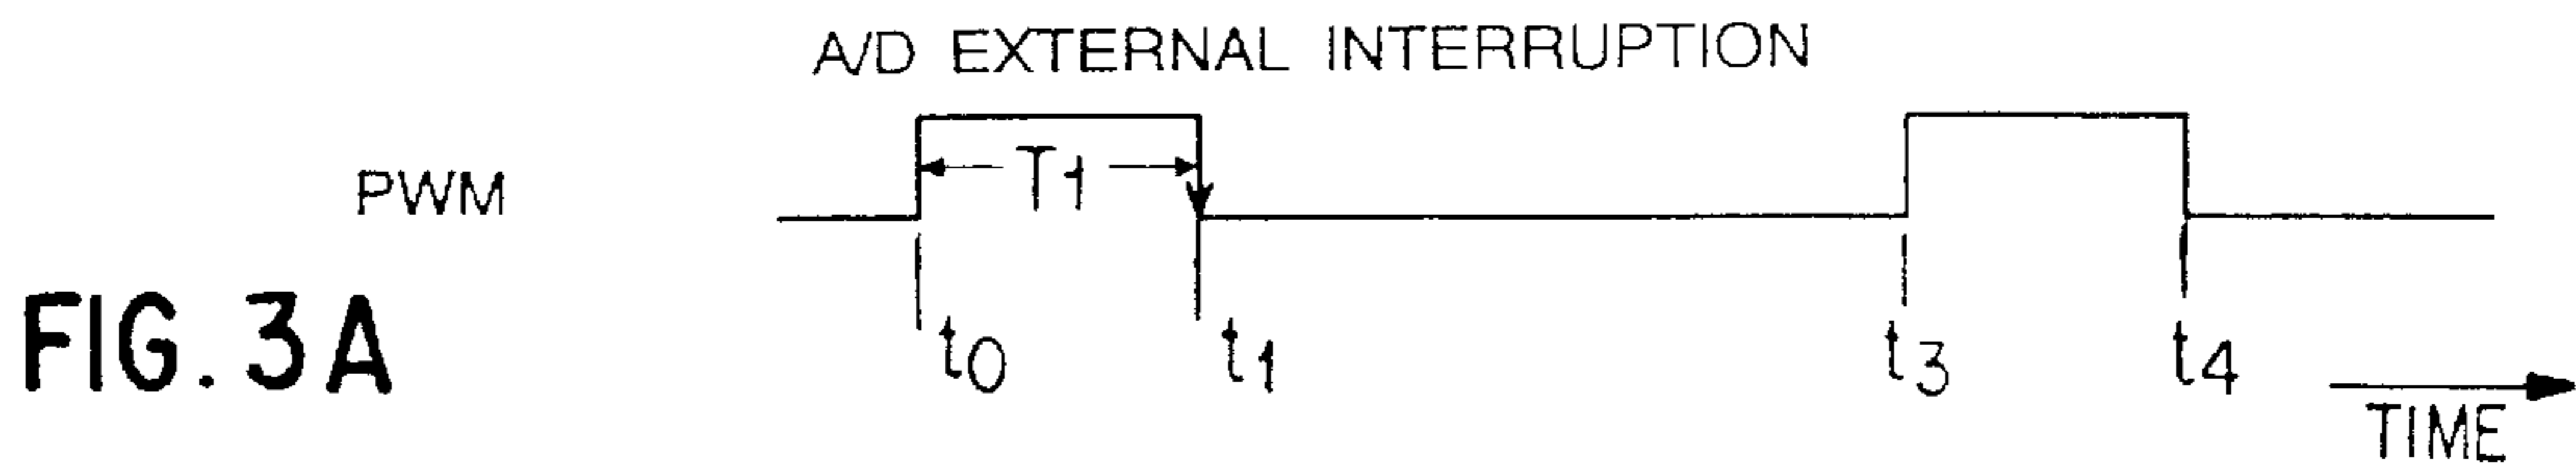 A/D EXTERNAL INTERRUPTION
PWM
T1
FIG. 3A
t0
t1
t3
t4
TIME